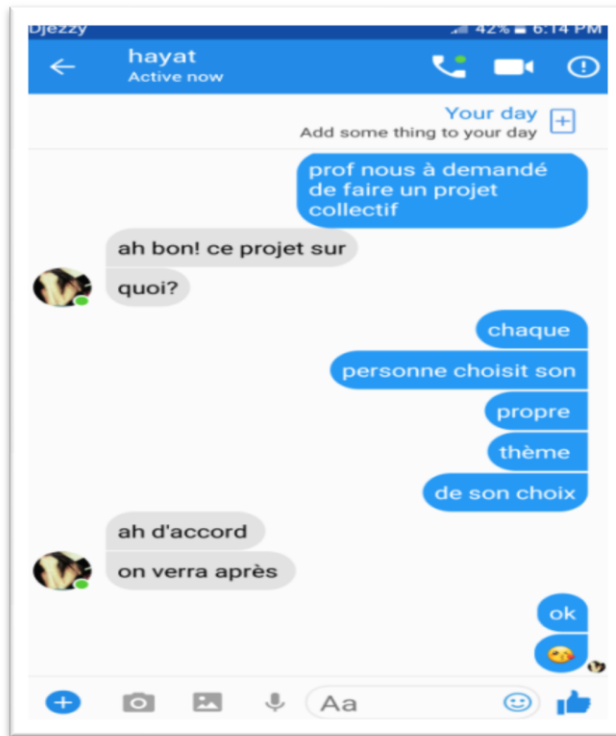 Djezzy 42% 6:14 PM
hayat
Active now
Your day
Add some thing to your day
prof nous à demandé
de faire un projet
collectif
ah bon! ce projet sur
quoi?
chaque
personne choisit son
propre
thème
de son choix
ah d'accord
on verra après
ok
Aa